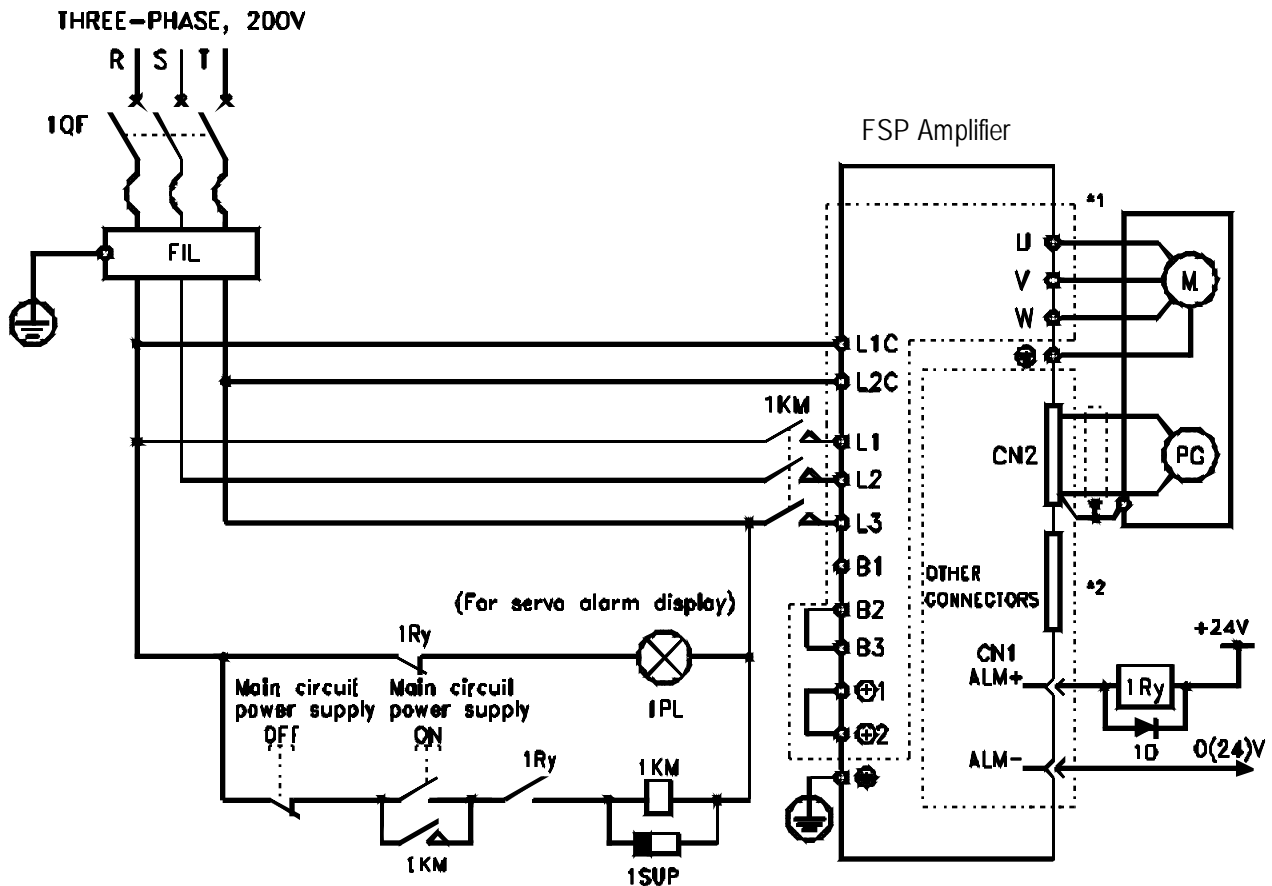 THREE-PHASE, 200V
R S T
1QF
FSP Amplifier
*1
FIL
U
V
M
W
L1C
L2C
1KM
L1
CN2
PG
L2
L3
B1
OTHER
CONNECTORS
*2
(For servo alarm display)
B2
+24V
1Ry
B3
CN1
ALM+
1Ry
Main circuit
power supply
OFF
Main circuit
power supply
ON
1PL
1
2
1D
0(24)V
1Ry
1KM
ALM-
1KM
1SUP